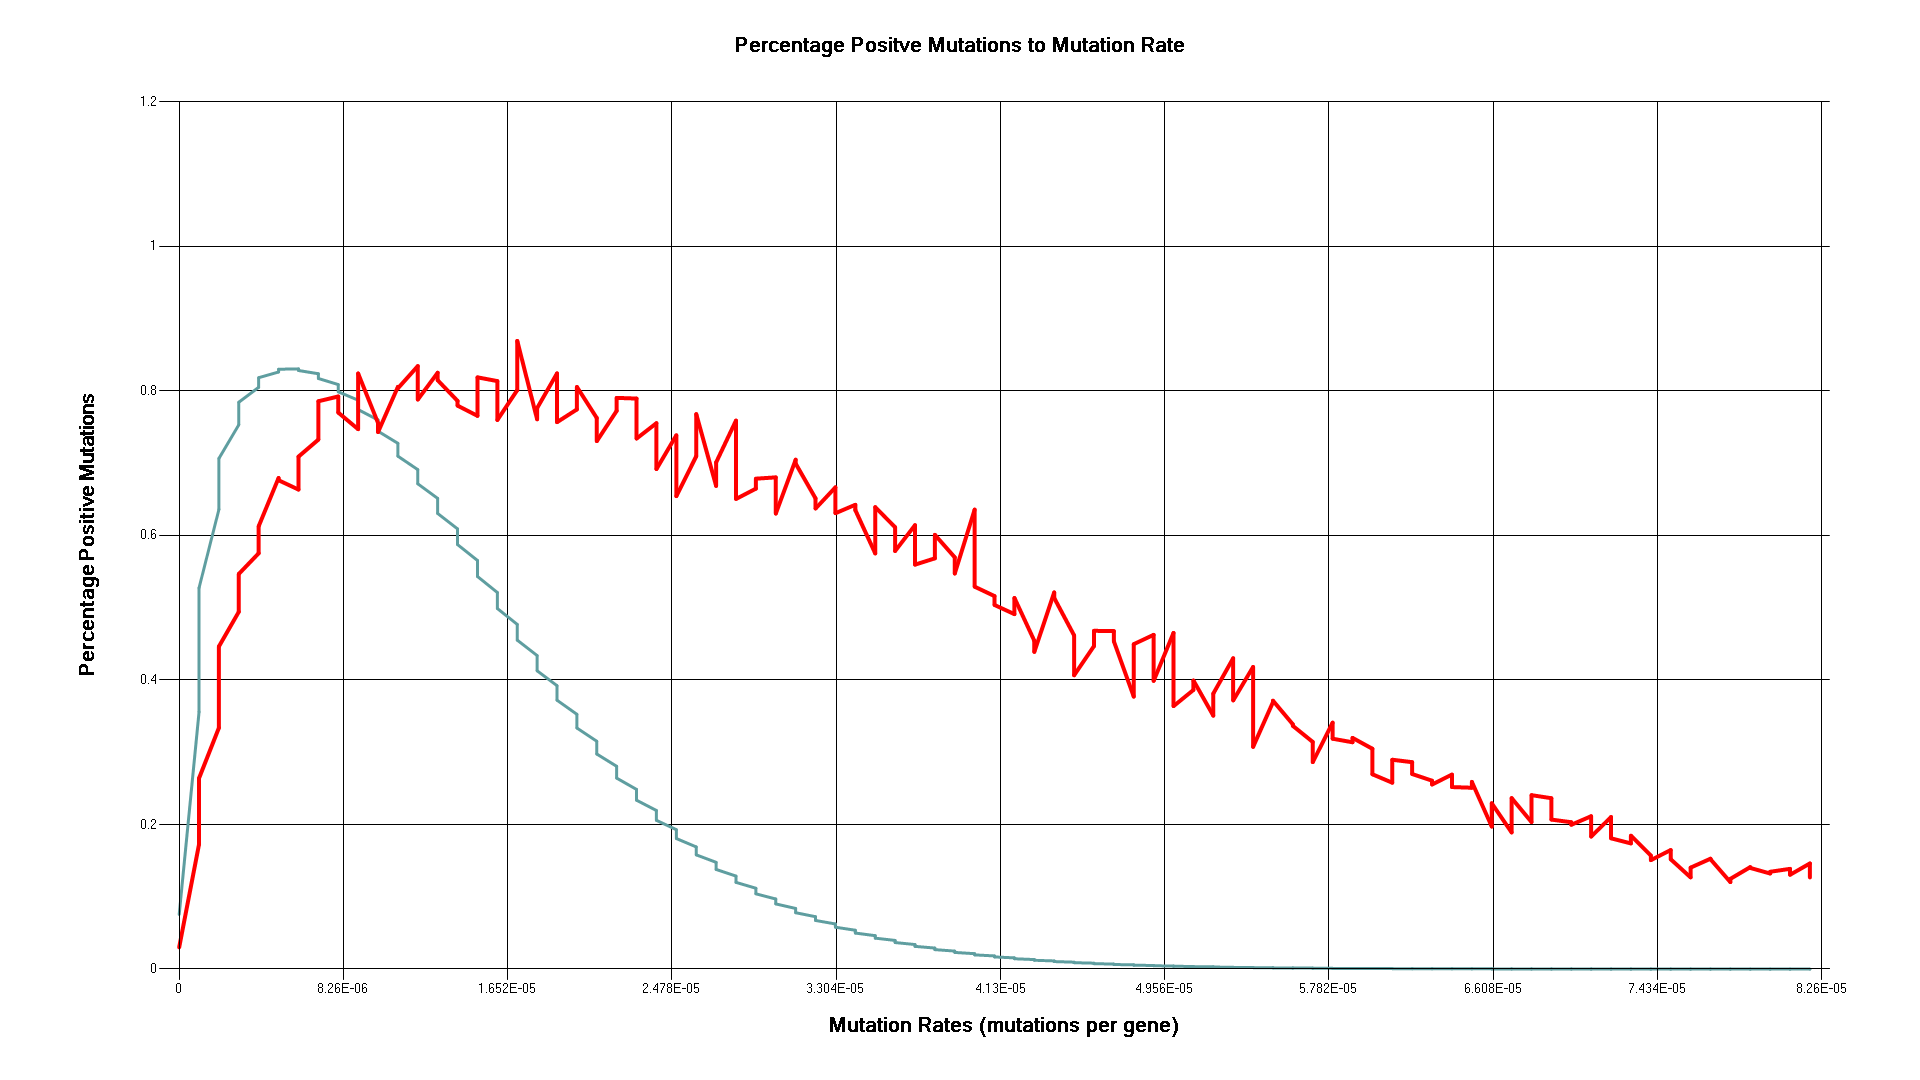 Percentage Positve Mutations to Mutation Rate
1.2
1
0.8
0.6
0.4
0.2
0
Percentage Positive Mutations
0 8.26E-06 1.652E-05 2.478E-05 3.304E-05 4.13E-05 4.956E-05 5.782E-05 6.608E-05 7.434E-05 8.26E-05
Mutation Rates (mutations per gene)